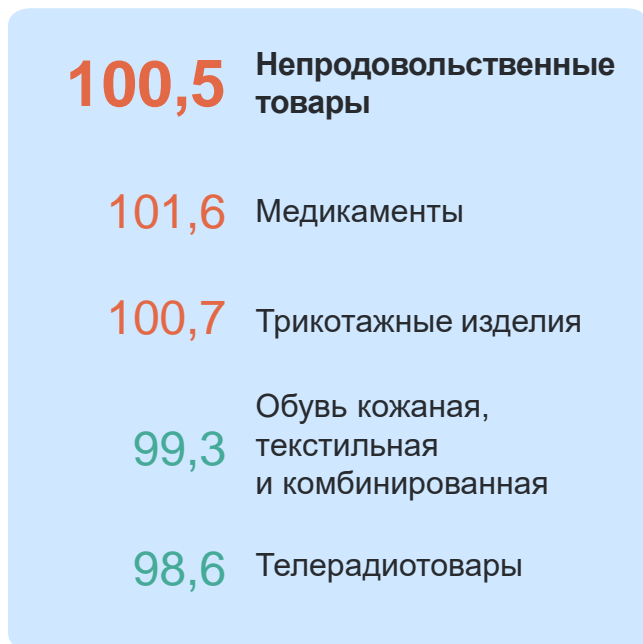 100,5 Непродовольственные
товары
101,6 Медикаменты
100,7 Трикотажные изделия
Обувь кожаная,
99,3 текстильная
и комбинированная
98,6 Телерадиотовары